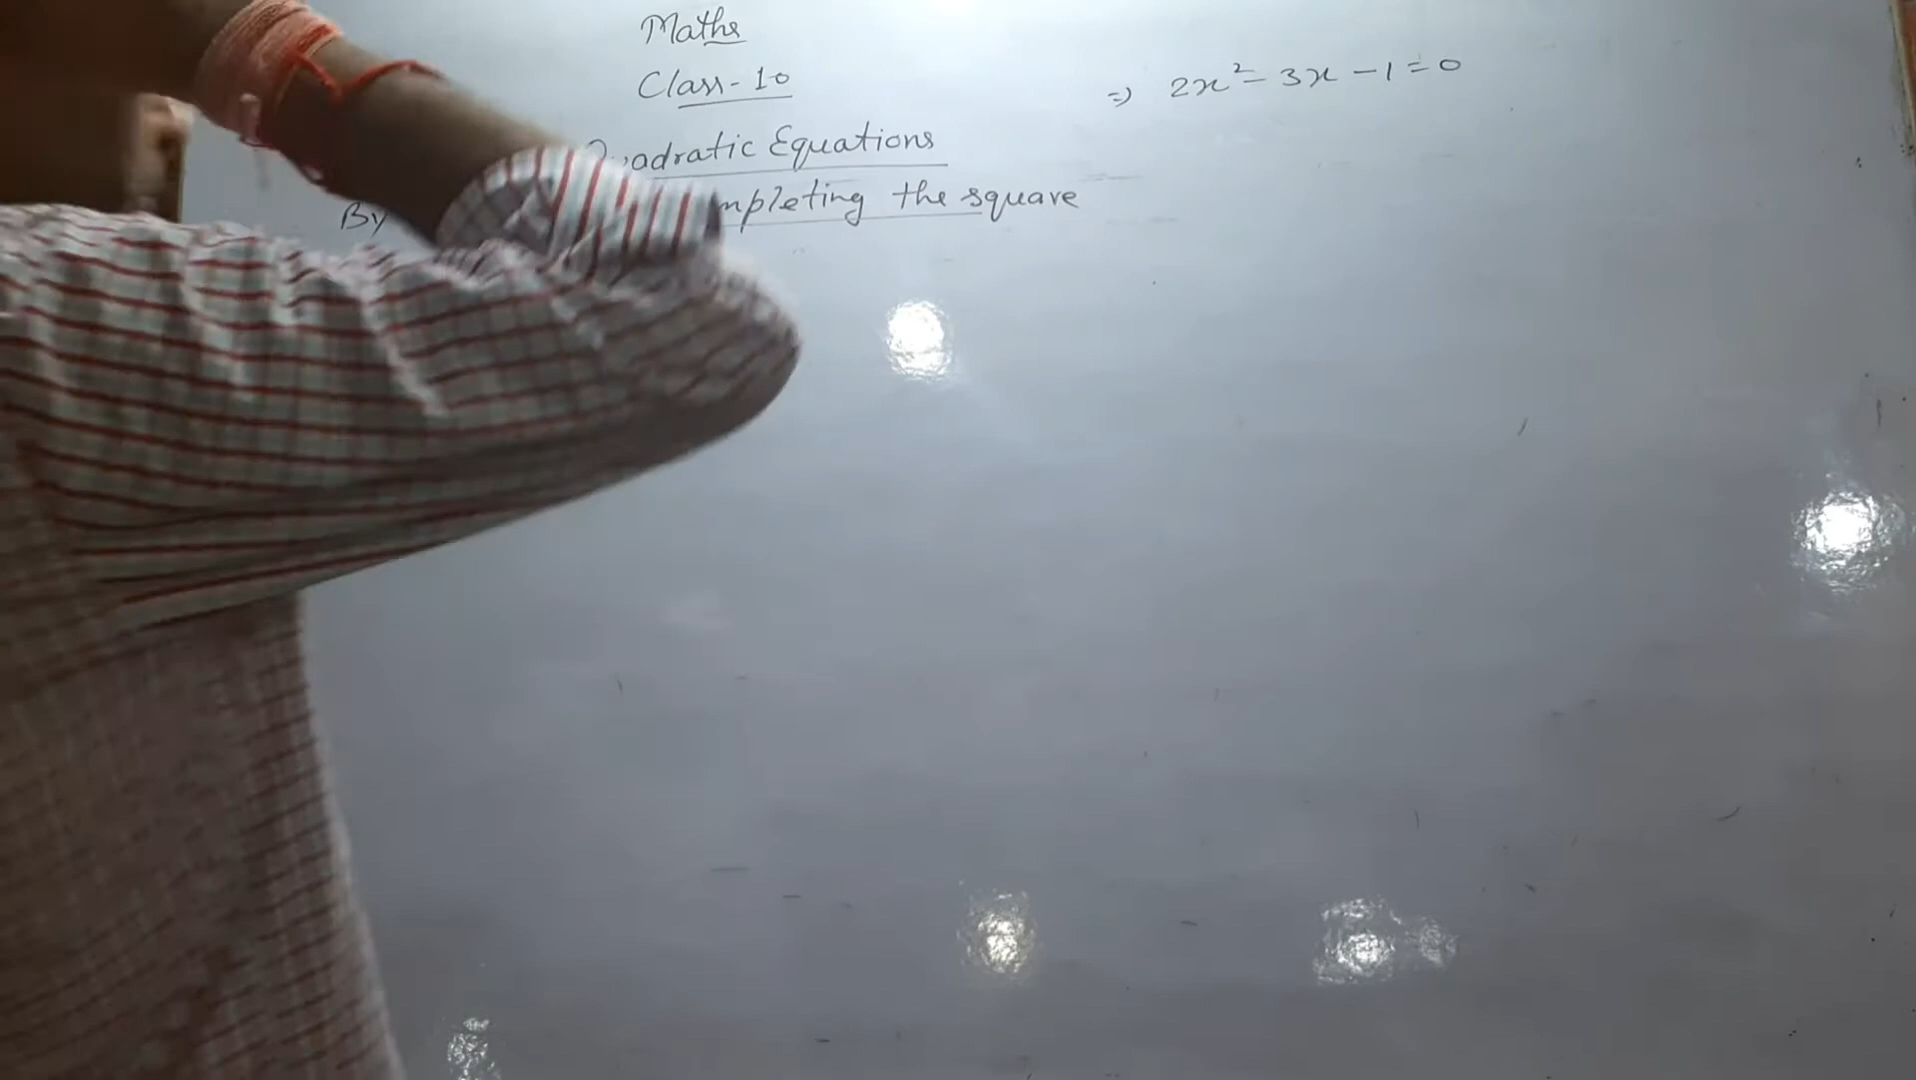 Maths
Class-10
Quadratic Equations
By completing the square
⇒ 2x² - 3x - 1 = 0